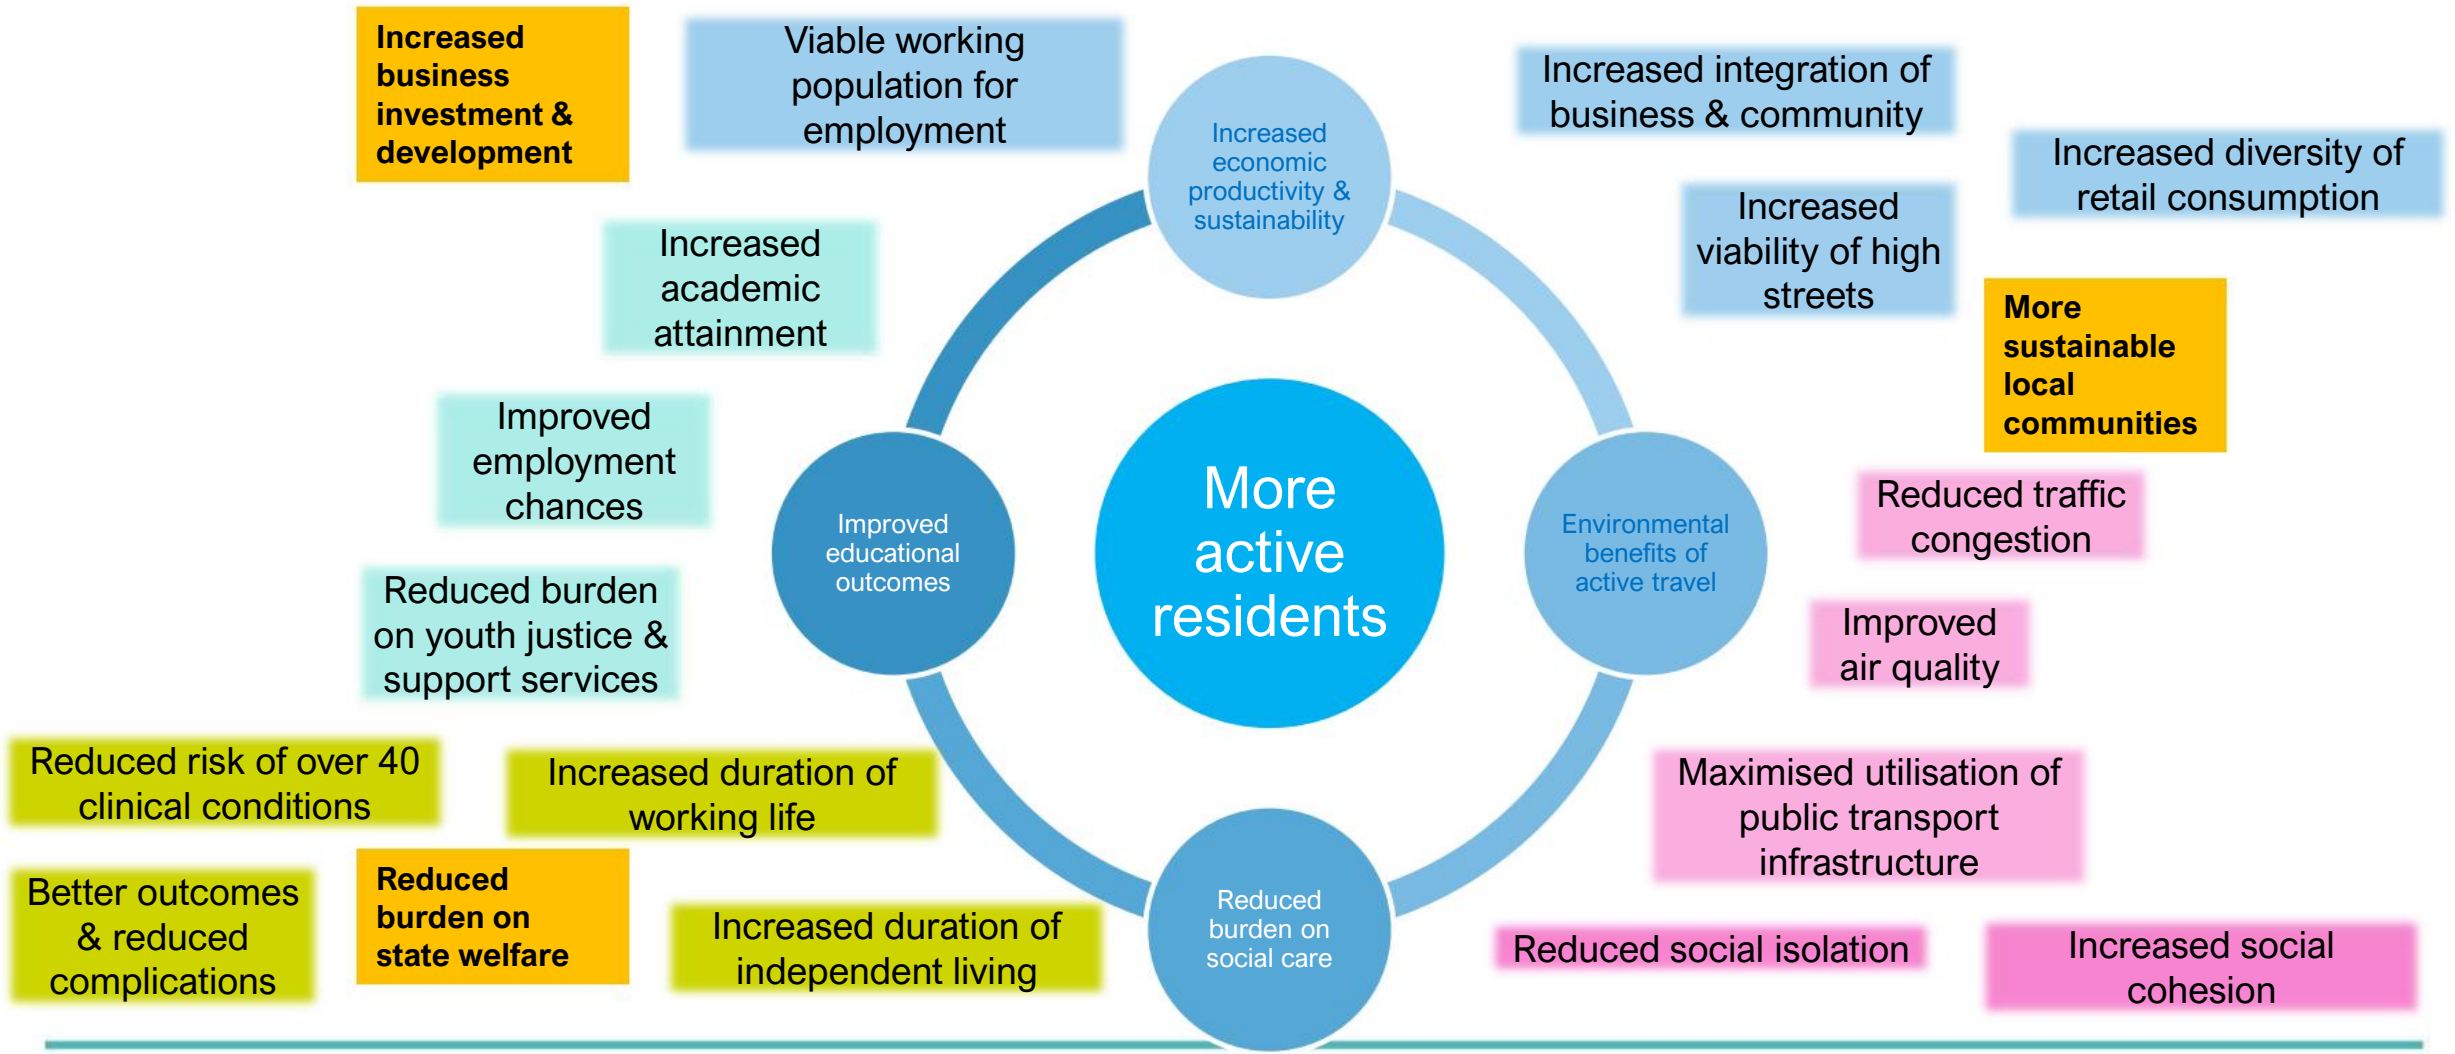 Increased
business
investment &
development
Viable working
population for
employment
Increased
economic
productivity &
sustainability
Increased integration of
business & community
Increased diversity of
retail consumption
Increased
viability of high
streets
More
sustainable
local
communities
Increased
academic
attainment
Improved
employment
chances
Reduced burden
on youth justice &
support services
Improved
educational
outcomes
More
active
residents
Environmental
benefits of
active travel
Reduced traffic
congestion
Improved
air quality
Maximised utilisation of
public transport
infrastructure
Reduced risk of over 40
clinical conditions
Increased duration of
working life
Better outcomes
& reduced
complications
Reduced
burden on
state welfare
Increased duration of
independent living
Reduced
burden on
social care
Reduced social isolation
Increased social
cohesion